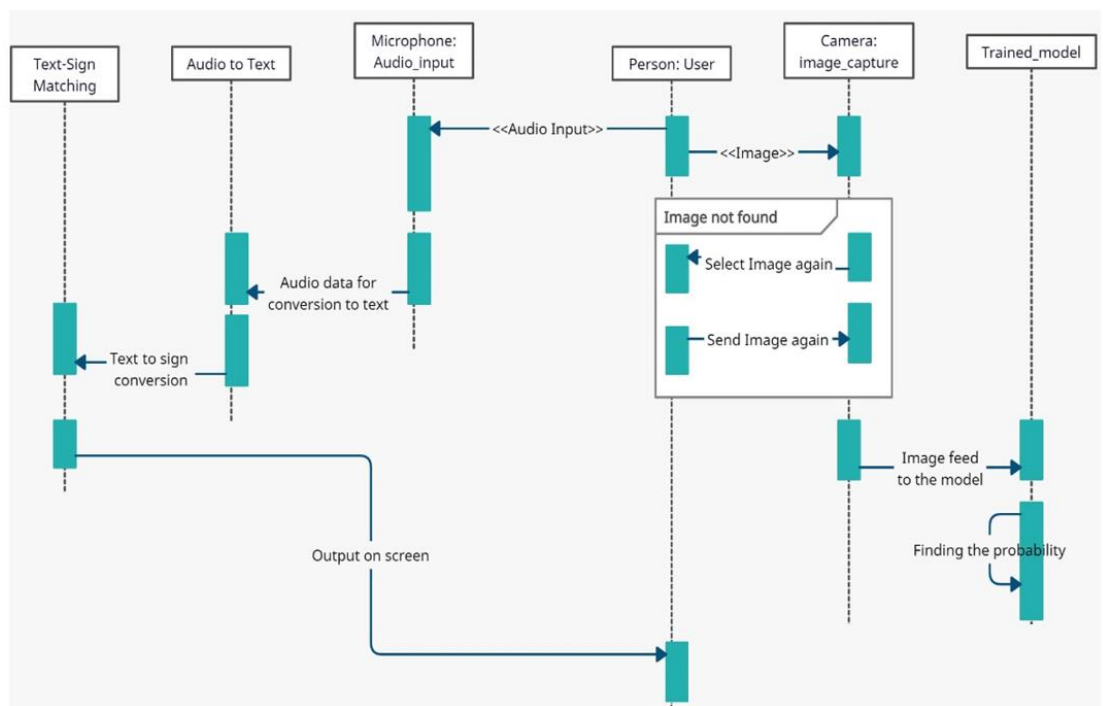 Text-Sign
Matching
Audio to Text
Microphone:
Audio_input
Person: User
Camera:
image_capture
Trained_model
<<Audio Input>>
<<Image>>
Image not found
Select Image again
Audio data for
conversion to text
Send Image again
Text to sign
conversion
Image feed
to the model
Output on screen
Finding the probability